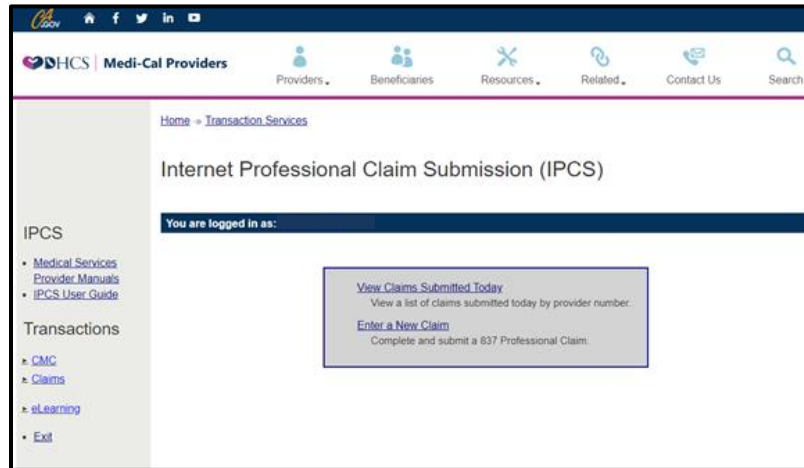 CA.GOV
DHCS | Medi-Cal Providers
Providers
Beneficiaries
Resources
Related
Contact Us
Search
Home » Transaction Services
Internet Professional Claim Submission (IPCS)
You are logged in as:
IPCS
• Medical Services
Provider Manuals
• IPCS User Guide
Transactions
CMC
Claims
eLearning
• Exit
View Claims Submitted Today
View a list of claims submitted today by provider number.
Enter a New Claim
Complete and submit a 837 Professional Claim.